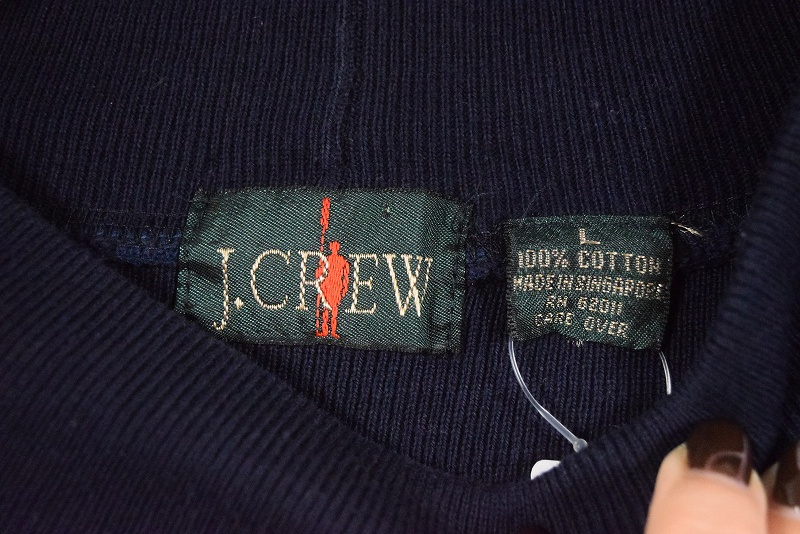 J.CREW
L
100% COTTON
MADE IN SINGAPORE
RN 62011
CARE OVER